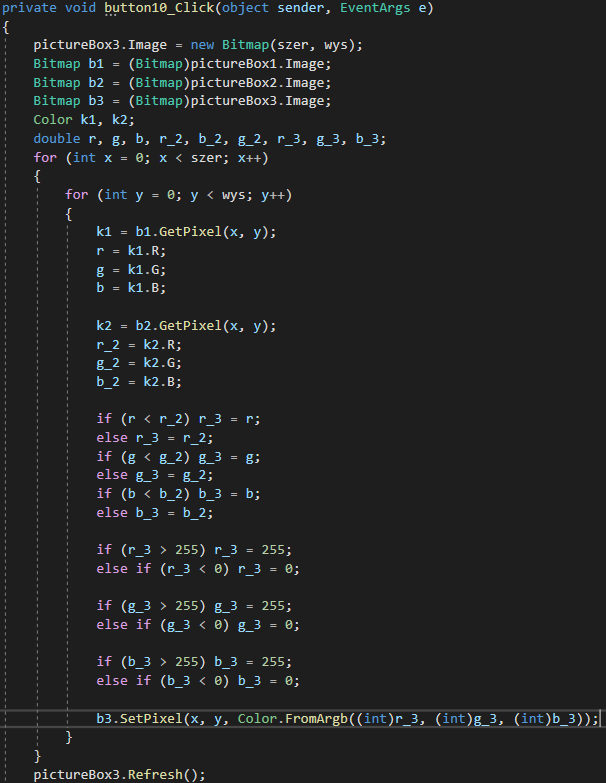 private void button10_Click(object sender, EventArgs e)
{
    pictureBox3.Image = new Bitmap(szer, wys);
    Bitmap b1 = (Bitmap)pictureBox1.Image;
    Bitmap b2 = (Bitmap)pictureBox2.Image;
    Bitmap b3 = (Bitmap)pictureBox3.Image;
    Color k1, k2;
    double r, g, b, r_2, b_2, g_2, r_3, g_3, b_3;
    for (int x = 0; x < szer; x++)
    {
        for (int y = 0; y < wys; y++)
        {
            k1 = b1.GetPixel(x, y);
            r = k1.R;
            g = k1.G;
            b = k1.B;

            k2 = b2.GetPixel(x, y);
            r_2 = k2.R;
            g_2 = k2.G;
            b_2 = k2.B;

            if (r < r_2) r_3 = r;
            else r_3 = r_2;
            if (g < g_2) g_3 = g;
            else g_3 = g_2;
            if (b < b_2) b_3 = b;
            else b_3 = b_2;

            if (r_3 > 255) r_3 = 255;
            else if (r_3 < 0) r_3 = 0;

            if (g_3 > 255) g_3 = 255;
            else if (g_3 < 0) g_3 = 0;

            if (b_3 > 255) b_3 = 255;
            else if (b_3 < 0) b_3 = 0;

            b3.SetPixel(x, y, Color.FromArgb((int)r_3, (int)g_3, (int)b_3));
        }
    }
    pictureBox3.Refresh();